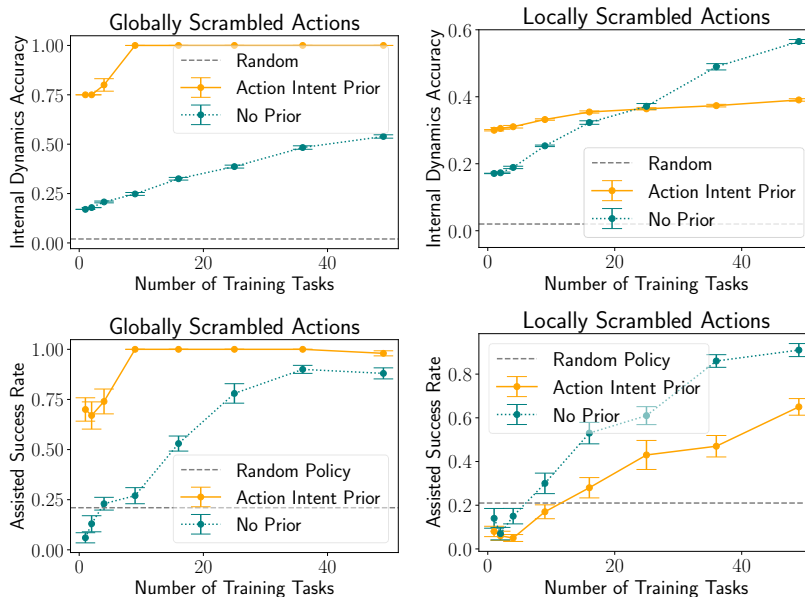 Globally Scrambled Actions
Internal Dynamics Accuracy
1.00
0.75
0.50
0.25
0.00
Random
Action Intent Prior
No Prior
0
20
40
Number of Training Tasks
Locally Scrambled Actions
Internal Dynamics Accuracy
0.6
0.4
0.2
0.0
Random
Action Intent Prior
No Prior
0
20
40
Number of Training Tasks
Globally Scrambled Actions
Assisted Success Rate
1.00
0.75
0.50
0.25
0.00
Random Policy
Action Intent Prior
No Prior
0
20
40
Number of Training Tasks
Locally Scrambled Actions
Assisted Success Rate
0.8
0.6
0.4
0.2
0.0
Random Policy
Action Intent Prior
No Prior
0
20
40
Number of Training Tasks